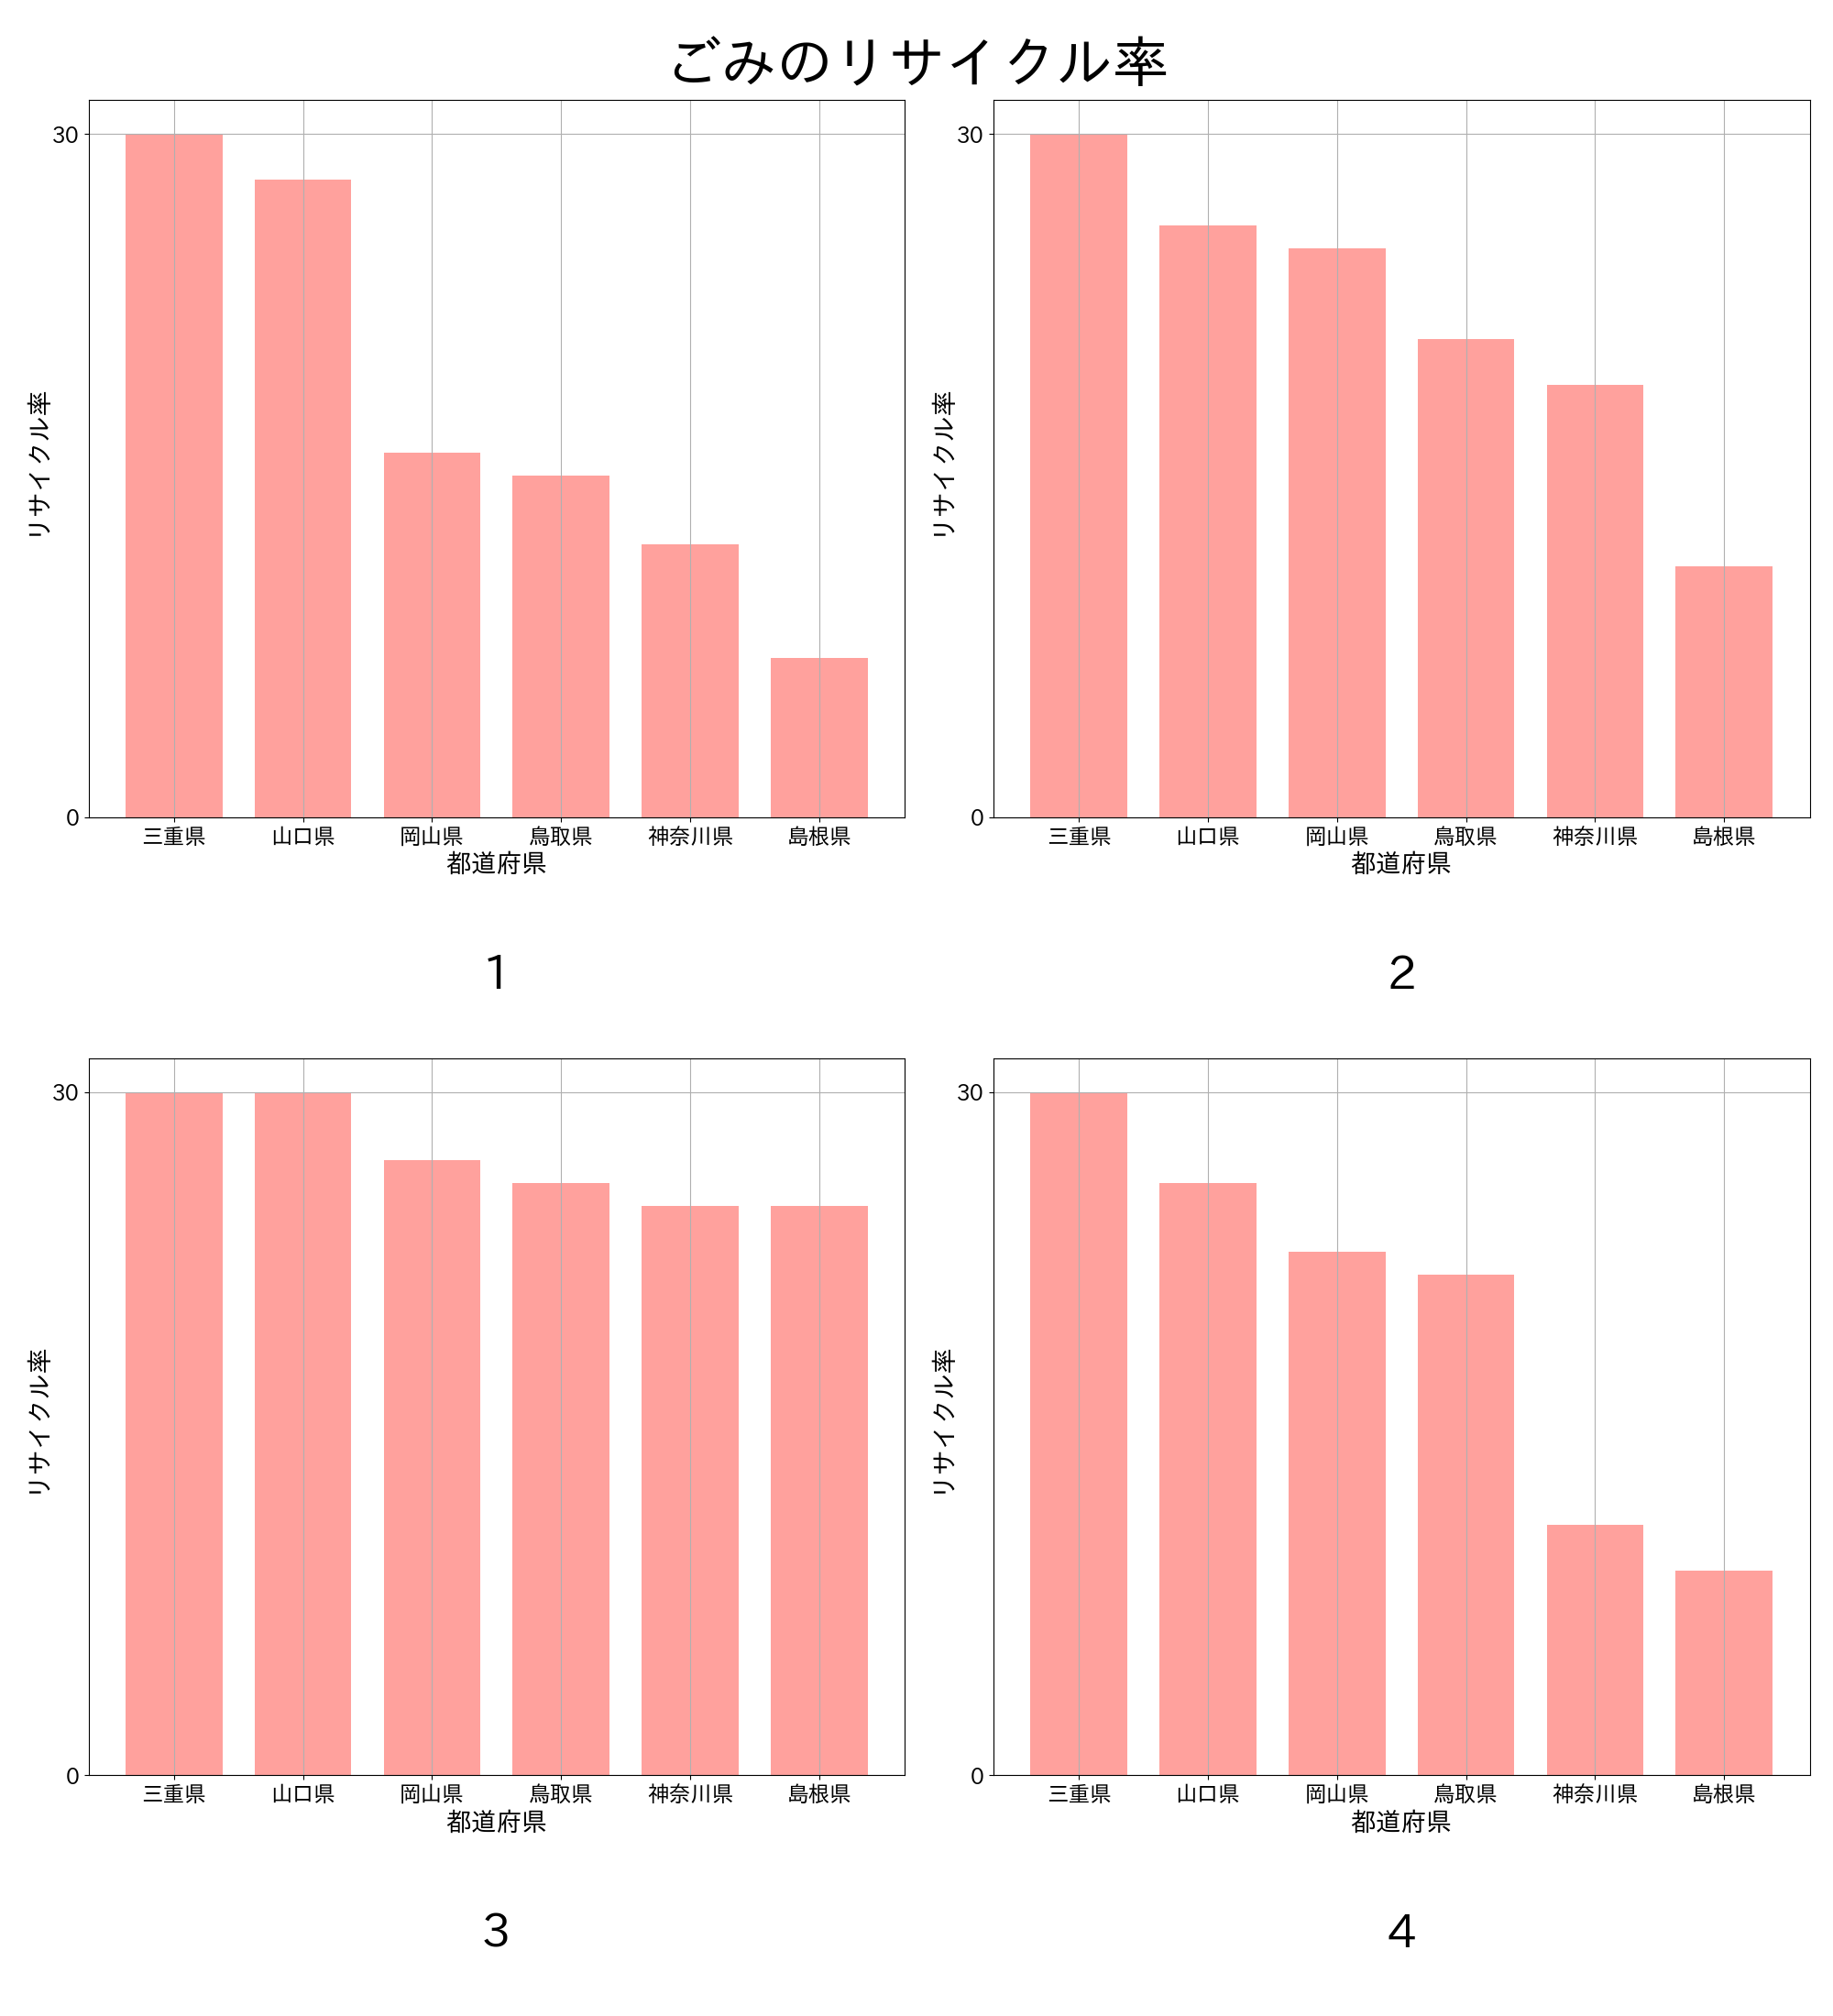 ごみのリサイクル率
30
0
リサイクル率
三重県 山口県 岡山県 鳥取県 神奈川県 島根県
都道府県
1
30
0
リサイクル率
三重県 山口県 岡山県 鳥取県 神奈川県 島根県
都道府県
2
30
0
リサイクル率
三重県 山口県 岡山県 鳥取県 神奈川県 島根県
都道府県
3
30
0
リサイクル率
三重県 山口県 岡山県 鳥取県 神奈川県 島根県
都道府県
4